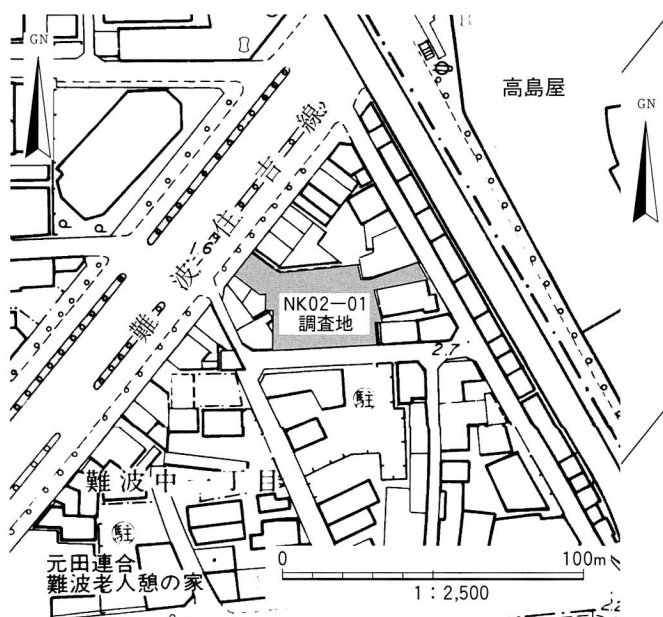 GN
高島屋
GN
難波住吉線
NK02-01
調査地
2.7
駐
難波中一丁目
駐
元田連合
難波老人憩の家
0
100m
1:2,500